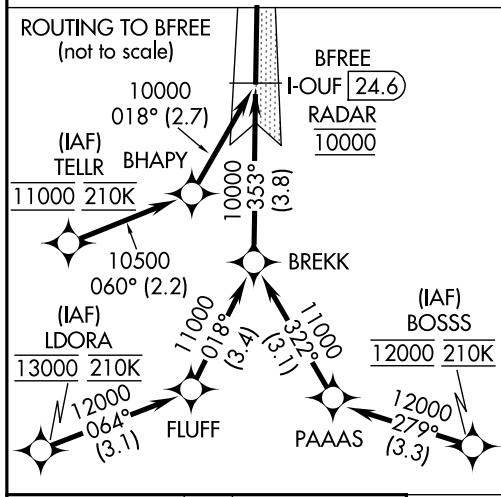 ROUTING TO BFREE
(not to scale)
BFREE
I-OUF 24.6
RADAR
10000
10000
018° (2.7)
(IAF)
TELLR
11000 210K
BHAPY
10500
060° (2.2)
10000
353°
(3.8)
BREKK
(IAF)
LDORA
13000 210K
12000
064°
(3.1)
FLUFF
11000
018°
(3.4)
11000
322°
(3.1)
PAAAS
(IAF)
BOSSS
12000 210K
12000
279°
(3.3)